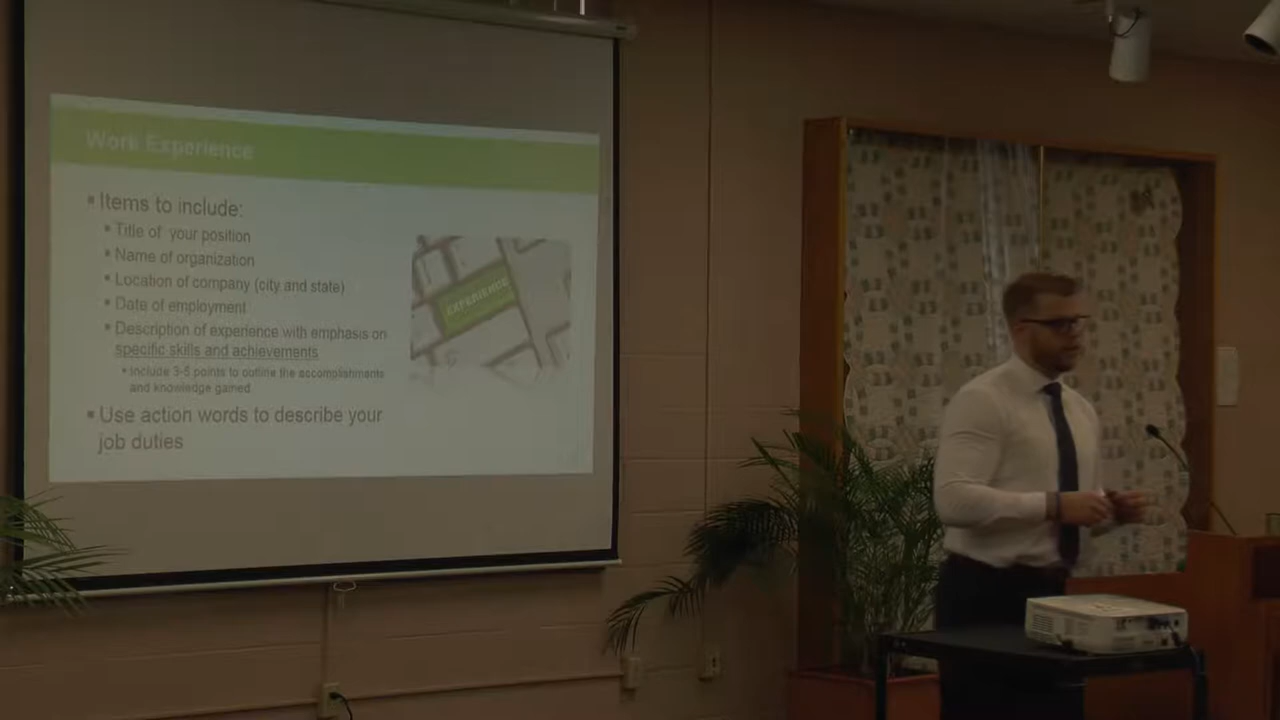 Work Experience
Items to include:
Title of your position
Name of organization
Location of company (city and state)
Date of employment
Description of experience with emphasis on
specific skills and achievements
Include 3-5 points to outline the accomplishments
and knowledge gained
Use action words to describe your
job duties
EXPERIENCE